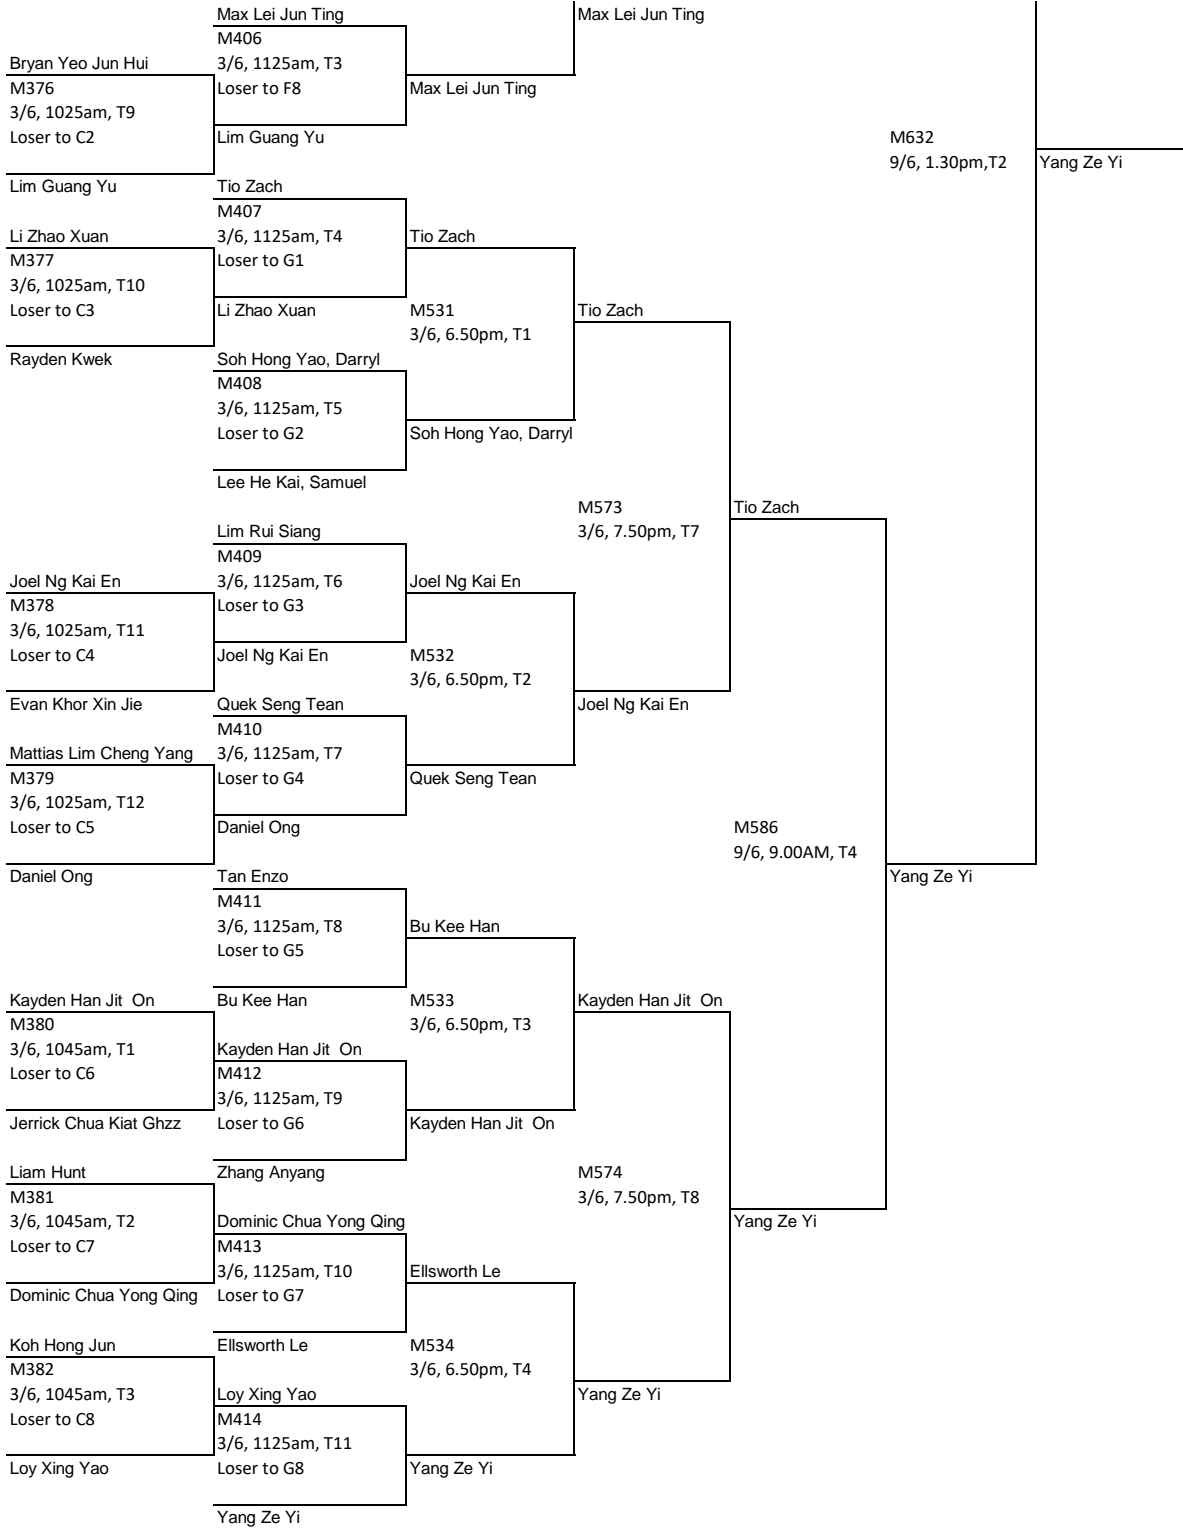 Max Lei Jun Ting
Max Lei Jun Ting
M406
Bryan Yeo Jun Hui
3/6, 1125am, T3
M376
Loser to F8
Max Lei Jun Ting
3/6, 1025am, T9
Loser to C2
Lim Guang Yu
M632
9/6, 1.30pm,T2
Yang Ze Yi
Lim Guang Yu
Tio Zach
M407
Li Zhao Xuan
3/6, 1125am, T4
Tio Zach
M377
Loser to G1
3/6, 1025am, T10
Loser to C3
Li Zhao Xuan
M531
Tio Zach
3/6, 6.50pm, T1
Rayden Kwek
Soh Hong Yao, Darryl
M408
3/6, 1125am, T5
Loser to G2
Soh Hong Yao, Darryl
Lee He Kai, Samuel
M573
Tio Zach
Lim Rui Siang
3/6, 7.50pm, T7
M409
Joel Ng Kai En
3/6, 1125am, T6
Joel Ng Kai En
M378
Loser to G3
3/6, 1025am, T11
Loser to C4
Joel Ng Kai En
M532
3/6, 6.50pm, T2
Evan Khor Xin Jie
Quek Seng Tean
Joel Ng Kai En
M410
Mattias Lim Cheng Yang
3/6, 1125am, T7
M379
Loser to G4
Quek Seng Tean
3/6, 1025am, T12
Loser to C5
Daniel Ong
M586
9/6, 9.00AM, T4
Daniel Ong
Tan Enzo
Yang Ze Yi
M411
3/6, 1125am, T8
Bu Kee Han
Loser to G5
Kayden Han Jit  On
Bu Kee Han
M533
Kayden Han Jit  On
M380
3/6, 6.50pm, T3
3/6, 1045am, T1
Kayden Han Jit  On
Loser to C6
M412
3/6, 1125am, T9
Jerrick Chua Kiat Ghzz
Loser to G6
Kayden Han Jit  On
Liam Hunt
Zhang Anyang
M574
M381
3/6, 7.50pm, T8
3/6, 1045am, T2
Dominic Chua Yong Qing
Yang Ze Yi
Loser to C7
M413
3/6, 1125am, T10
Ellsworth Le
Dominic Chua Yong Qing
Loser to G7
Koh Hong Jun
Ellsworth Le
M534
M382
3/6, 6.50pm, T4
3/6, 1045am, T3
Loy Xing Yao
Yang Ze Yi
Loser to C8
M414
3/6, 1125am, T11
Loy Xing Yao
Loser to G8
Yang Ze Yi
Yang Ze Yi